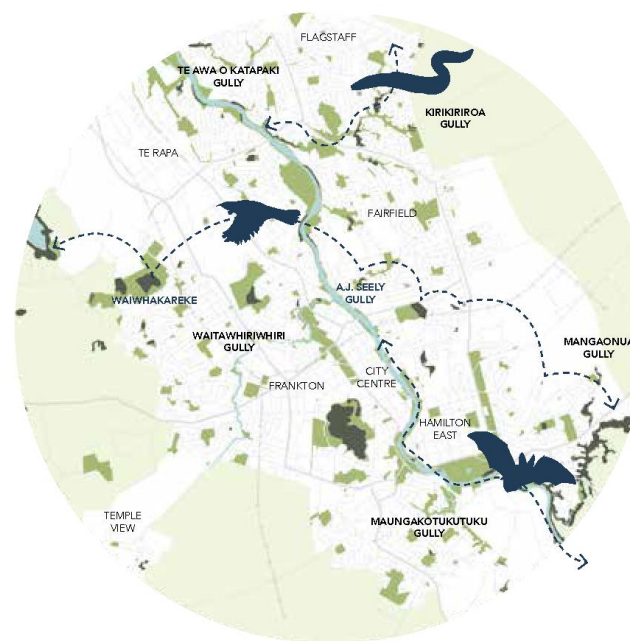 FLAGSTAFF
TE AWA O KATAPAKI
GULLY
KIRIKIRIROA
GULLY
TE RAPA
FAIRFIELD
WAIWHAKAREKE
A.J. SEELY
GULLY
WAITAWHIRIWHIRI
GULLY
MANGAONUA
GULLY
CITY
CENTRE
FRANKTON
HAMILTON
EAST
TEMPLE
VIEW
MAUNGAKOTUKUTUKU
GULLY